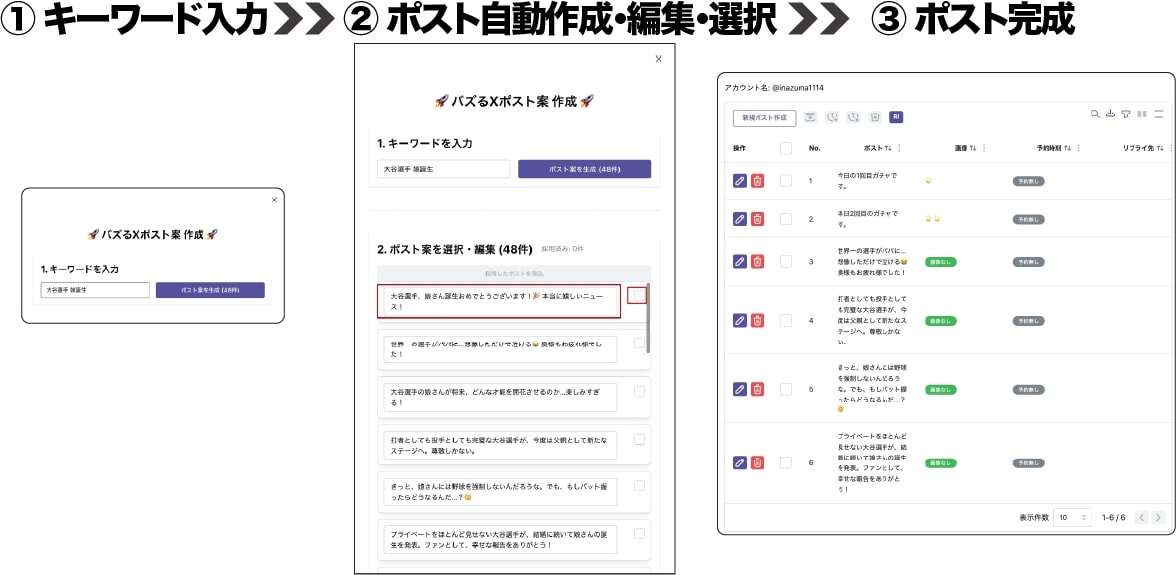 ① キーワード入力 ② ポスト自動作成・編集・選択 ③ ポスト完成
🚀 バズるXポスト案 作成 🚀
1. キーワードを入力
大谷選手 娘誕生
ポスト案を生成 (48件)
🚀 バズるXポスト案 作成 🚀
1. キーワードを入力
大谷選手 娘誕生
ポスト案を生成 (48件)
2. ポスト案を選択・編集 (48件) 採用済み: 0件
採用したポストを取込
大谷選手、娘さん誕生おめでとうございます！🎉 本当に嬉しいニュー
ス！
世界一の選手がパパに…想像しただけで泣ける😭 奥様もお疲れ様でし
た！
大谷選手の娘さんが将来、どんな才能を開花させるのか…楽しみすぎ
る！
打者としても投手としても完璧な大谷選手が、今度は父親として新たな
ステージへ。尊敬しかない。
きっと、娘さんには野球を強制しないんだろうな。でも、もしバット握
ったらどうなるんだ…？😊
プライベートをほとんど見せない大谷選手が、結婚に続いて娘さんの誕
生を発表。ファンとして、幸せな報告をありがとう！
アカウント名: @inazuma1114
新規ポスト作成
RI
操作 No. ポスト 画像 予約時刻 リプライ先
1 今日の1回目ガチャで
す。
予約無し
2 本日2回目のガチャで
す。
予約無し
3 世界一の選手がパパに…
想像しただけで泣ける😭
奥様もお疲れ様でした！
画像なし 予約無し
4 打者としても投手として
も完璧な大谷選手が、今
度は父親として新たなス
テージへ。尊敬しかな
い。
画像なし 予約無し
5 きっと、娘さんには野球
を強制しないんだろう
な。でも、もしバット握
ったらどうなるんだ…？
😊
画像なし 予約無し
6 プライベートをほとんど
見せない大谷選手が、結
婚に続いて娘さんの誕生
を発表。ファンとして、
幸せな報告をありがと
う！
画像なし 予約無し
表示件数 10 1-6 / 6